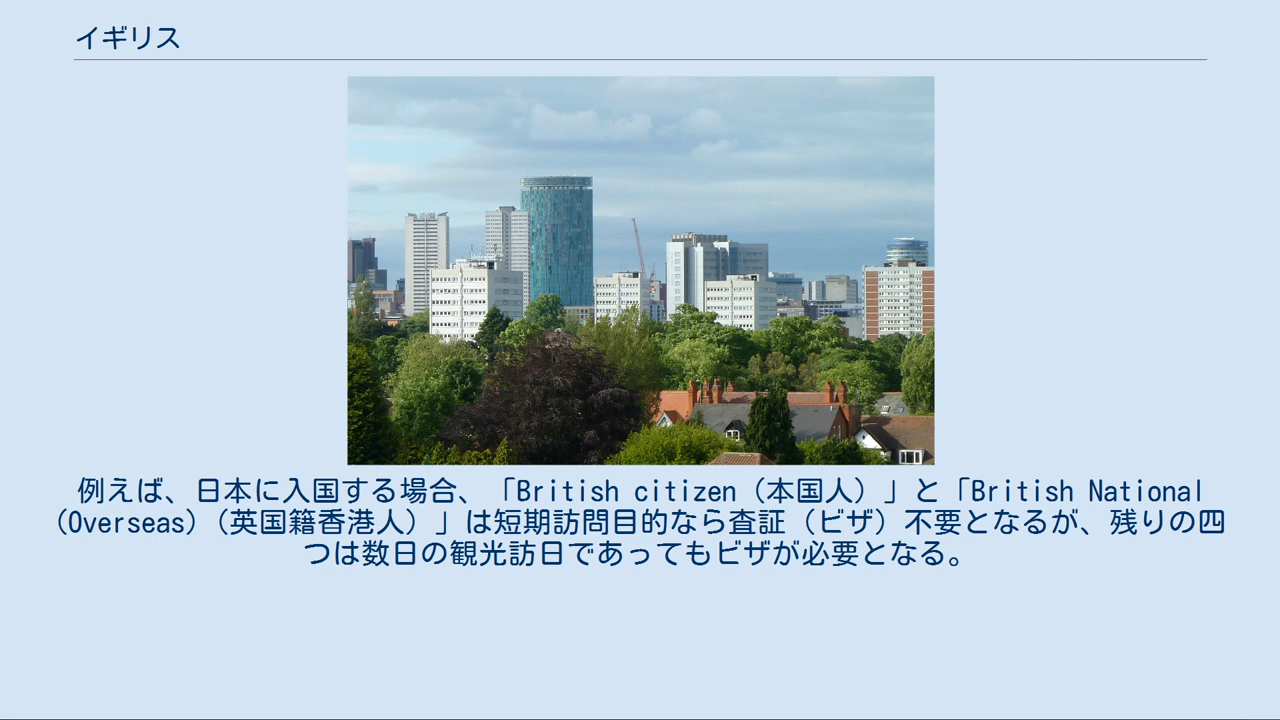 イギリス
例えば、日本に入国する場合、「British citizen（本国人）」と「British National
（Overseas）（英国籍香港人）」は短期訪問目的なら査証（ビザ）不要となるが、残りの四
つは数日の観光訪日であってもビザが必要となる。